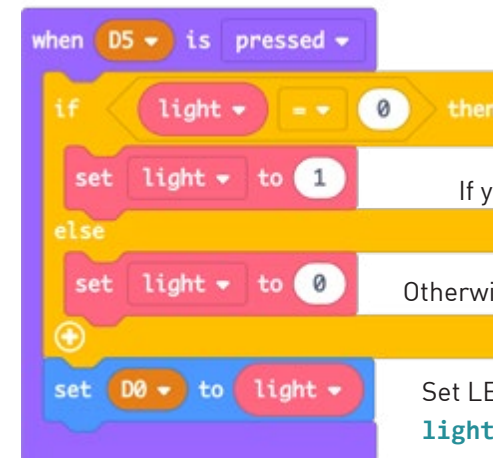 when D5 is pressed
if light = 0 then
set light to 1
If y
else
set light to 0
Otherwi
set D0 to light
Set LE
light